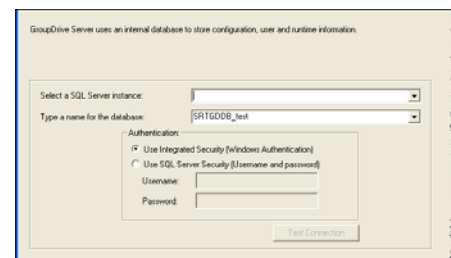 GroupDrive Server uses an internal database to store configuration, user and runtime information.
Select a SQL Server instance:
Type a name for the database: SRTGDDB_test
Authentication:
Use Integrated Security (Windows Authentication)
Use SQL Server Security (Username and password)
Username:
Password:
Test Connection